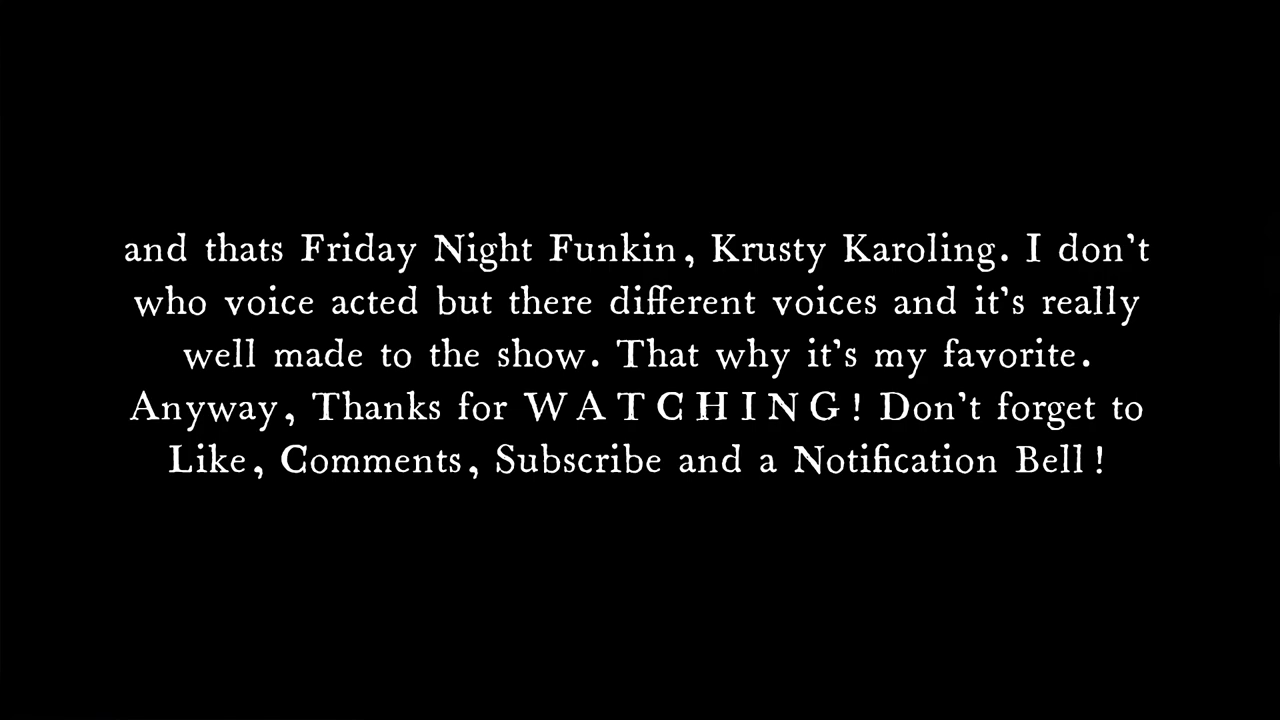 and thats Friday Night Funkin, Krusty Karoling. I don't
who voice acted but there different voices and it's really
well made to the show. That why it's my favorite.
Anyway, Thanks for W A T C H I N G ! Don't forget to
Like, Comments, Subscribe and a Notification Bell!